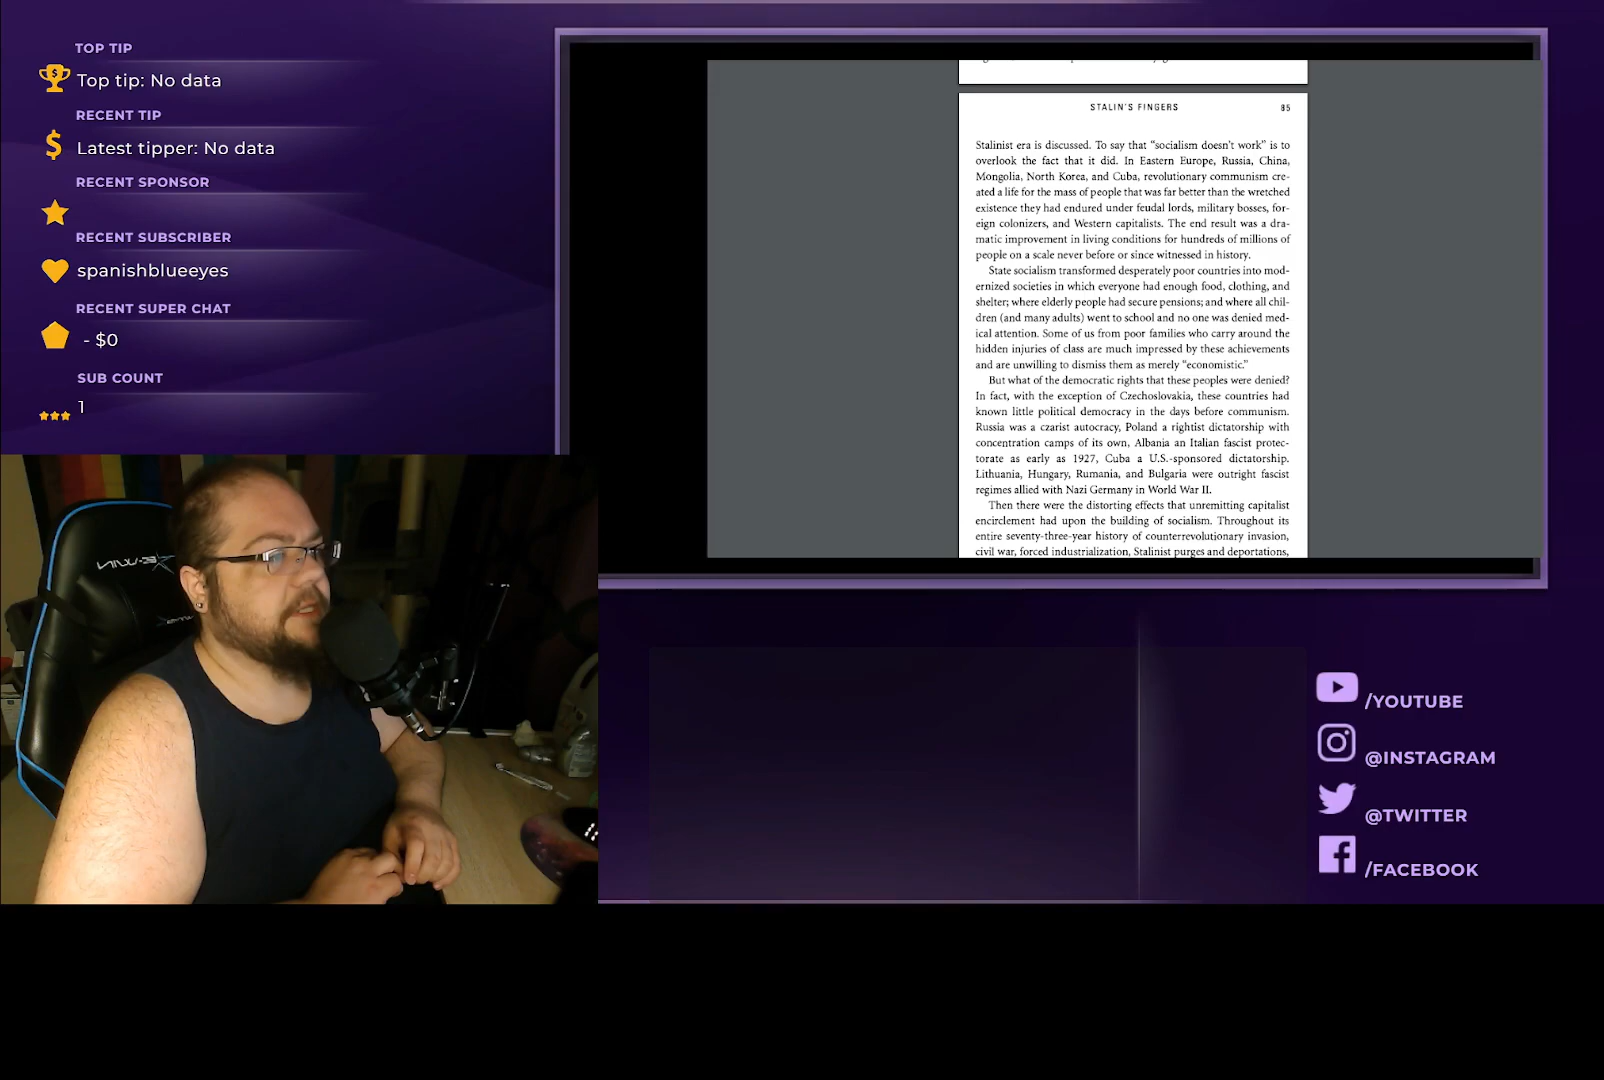 TOP TIP
Top tip: No data
RECENT TIP
Latest tipper: No data
RECENT SPONSOR
RECENT SUBSCRIBER
spanishblueeyes
RECENT SUPER CHAT
- $0
SUB COUNT
1
STALIN'S FINGERS 85
Stalinist era is discussed. To say that “socialism doesn’t work” is to
overlook the fact that it did. In Eastern Europe, Russia, China,
Mongolia, North Korea, and Cuba, revolutionary communism cre-
ated a life for the mass of people that was far better than the wretched
existence they had endured under feudal lords, military bosses, for-
eign colonizers, and Western capitalists. The end result was a dra-
matic improvement in living conditions for hundreds of millions of
people on a scale never before or since witnessed in history.
State socialism transformed desperately poor countries into mod-
ernized societies in which everyone had enough food, clothing, and
shelter; where elderly people had secure pensions; and where all chil-
dren (and many adults) went to school and no one was denied med-
ical attention. Some of us from poor families who carry around the
hidden injuries of class are much impressed by these achievements
and are unwilling to dismiss them as merely “economistic.”
But what of the democratic rights that these peoples were denied?
In fact, with the exception of Czechoslovakia, these countries had
known little political democracy in the days before communism.
Russia was a czarist autocracy, Poland a rightist dictatorship with
concentration camps of its own, Albania an Italian fascist protec-
torate as early as 1927, Cuba a U.S.-sponsored dictatorship.
Lithuania, Hungary, Rumania, and Bulgaria were outright fascist
regimes allied with Nazi Germany in World War II.
Then there were the distorting effects that unremitting capitalist
encirclement had upon the building of socialism. Throughout its
entire seventy-three-year history of counterrevolutionary invasion,
civil war, forced industrialization, Stalinist purges and deportations,
/YOUTUBE
@INSTAGRAM
@TWITTER
/FACEBOOK